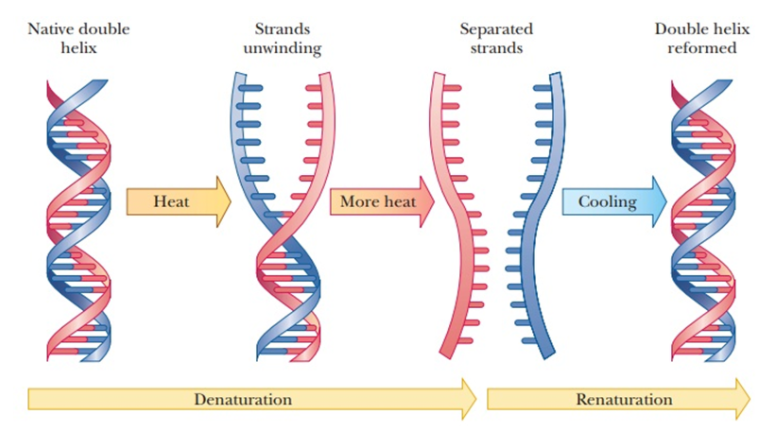 Native double
helix
Strands
unwinding
Separated
strands
Double helix
reformed
Heat
More heat
Cooling
Denaturation
Renaturation